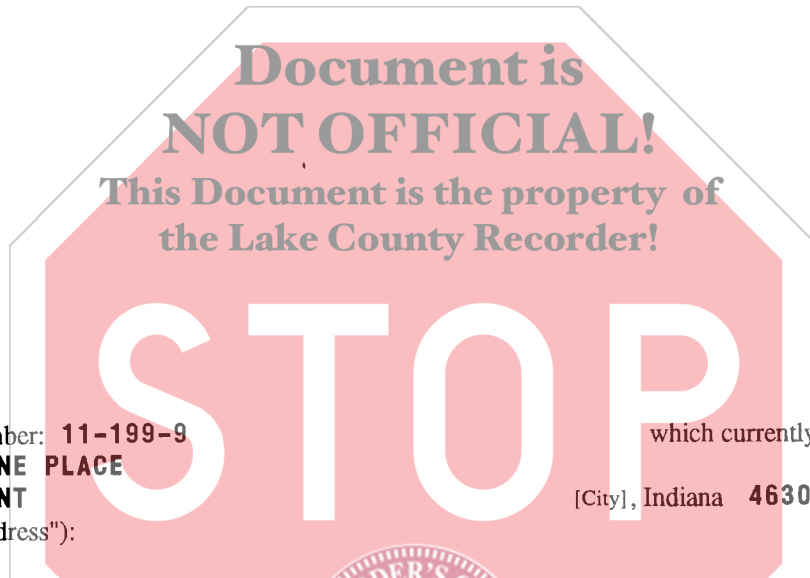 Document is
NOT OFFICIAL!
This Document is the property of
the Lake County Recorder!
STOP
ber: 11-199-9 which currently
NE PLACE
NT [City], Indiana 4630
dress"):
DER'S